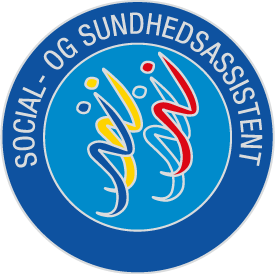 SOCIAL- OG SUNDHEDSASSISTENT